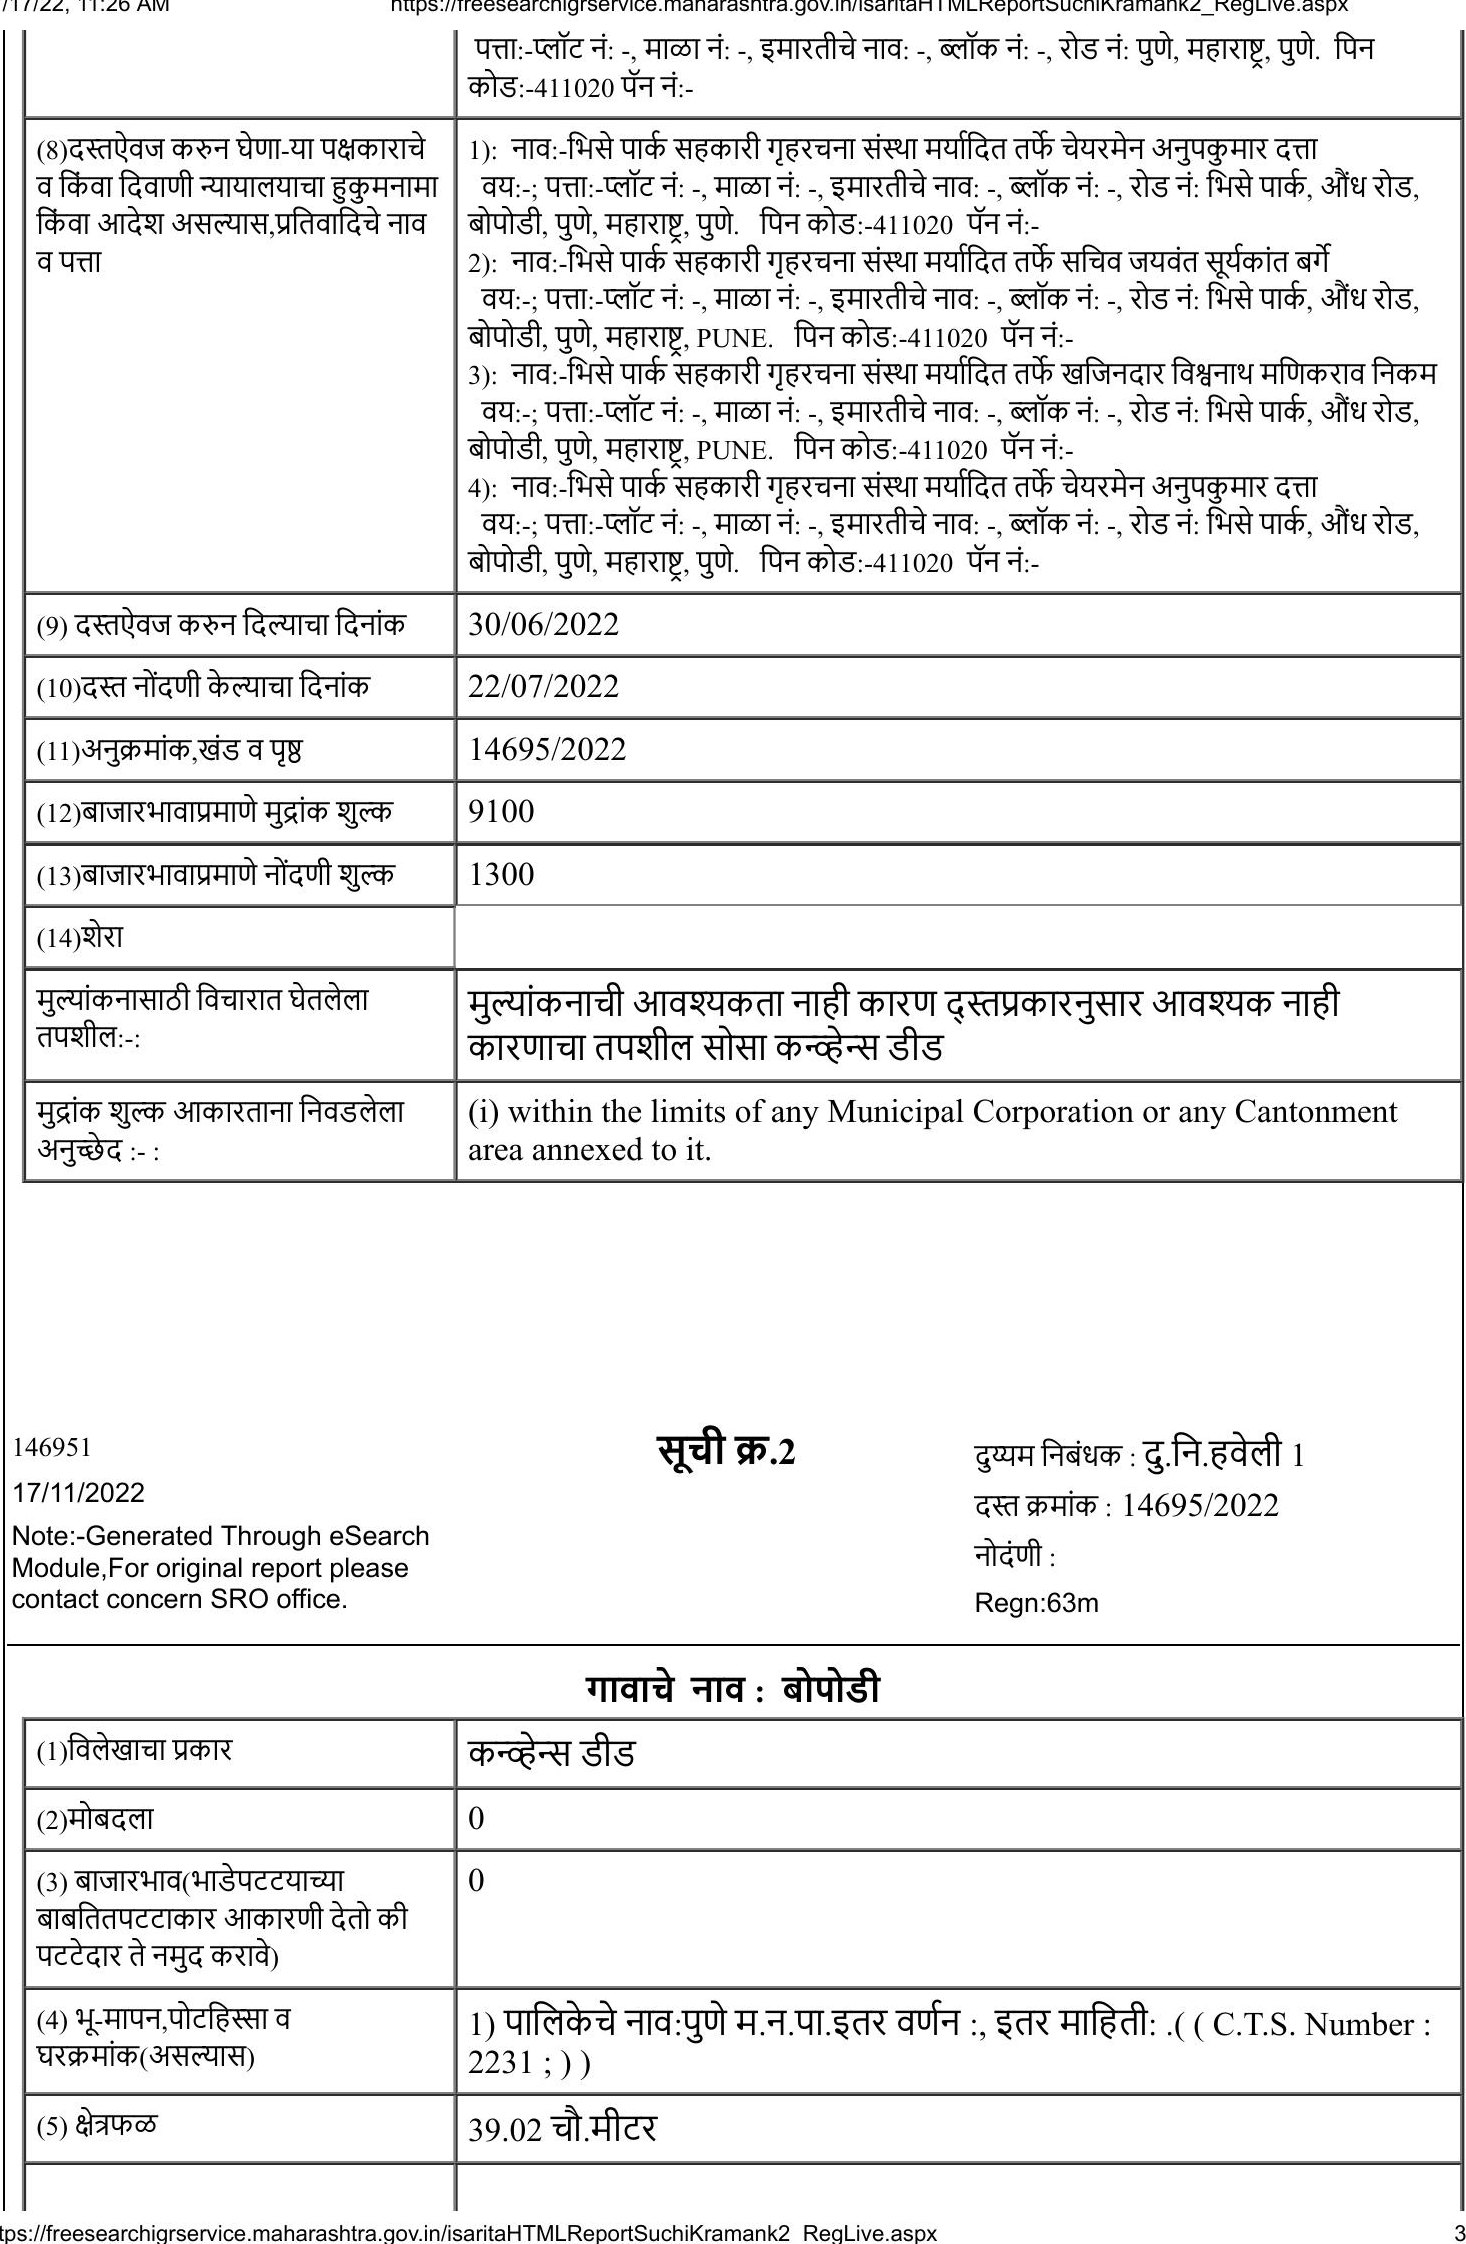 /17/22, 11:26 AM https://freesearchigrservice.maharashtra.gov.in/isaritaHTMLReportSuchiKramank2_RegLive.aspx
पत्ता:-प्लॉट नं: -, माळा नं: -, इमारतीचे नाव: -, ब्लॉक नं: -, रोड नं: पुणे, महाराष्ट्र, पुणे. पिन
कोड:-411020 पॅन नं:-
(8)दस्तऐवज करुन घेणा-या पक्षकाराचे
व किंवा दिवाणी न्यायालयाचा हुकुमनामा
किंवा आदेश असल्यास,प्रतिवादिचे नाव
व पत्ता
1): नाव:-भिसे पार्क सहकारी गृहरचना संस्था मर्यादित तर्फे चेयरमेन अनुपकुमार दत्ता
वय:-; पत्ता:-प्लॉट नं: -, माळा नं: -, इमारतीचे नाव: -, ब्लॉक नं: -, रोड नं: भिसे पार्क, औंध रोड,
बोपोडी, पुणे, महाराष्ट्र, पुणे. पिन कोड:-411020 पॅन नं:-
2): नाव:-भिसे पार्क सहकारी गृहरचना संस्था मर्यादित तर्फे सचिव जयवंत सूर्यकांत बर्गे
वय:-; पत्ता:-प्लॉट नं: -, माळा नं: -, इमारतीचे नाव: -, ब्लॉक नं: -, रोड नं: भिसे पार्क, औंध रोड,
बोपोडी, पुणे, महाराष्ट्र, PUNE. पिन कोड:-411020 पॅन नं:-
3): नाव:-भिसे पार्क सहकारी गृहरचना संस्था मर्यादित तर्फे खजिनदार विश्वनाथ मणिकराव निकम
वय:-; पत्ता:-प्लॉट नं: -, माळा नं: -, इमारतीचे नाव: -, ब्लॉक नं: -, रोड नं: भिसे पार्क, औंध रोड,
बोपोडी, पुणे, महाराष्ट्र, PUNE. पिन कोड:-411020 पॅन नं:-
4): नाव:-भिसे पार्क सहकारी गृहरचना संस्था मर्यादित तर्फे चेयरमेन अनुपकुमार दत्ता
वय:-; पत्ता:-प्लॉट नं: -, माळा नं: -, इमारतीचे नाव: -, ब्लॉक नं: -, रोड नं: भिसे पार्क, औंध रोड,
बोपोडी, पुणे, महाराष्ट्र, पुणे. पिन कोड:-411020 पॅन नं:-
(9) दस्तऐवज करुन दिल्याचा दिनांक 30/06/2022
(10)दस्त नोंदणी केल्याचा दिनांक 22/07/2022
(11)अनुक्रमांक,खंड व पृष्ठ 14695/2022
(12)बाजारभावाप्रमाणे मुद्रांक शुल्क 9100
(13)बाजारभावाप्रमाणे नोंदणी शुल्क 1300
(14)शेरा
मुल्यांकनासाठी विचारात घेतलेला
तपशील:-:
मुल्यांकनाची आवश्यकता नाही कारण द्स्तप्रकारनुसार आवश्यक नाही
कारणाचा तपशील सोसा कन्व्हेन्स डीड
मुद्रांक शुल्क आकारताना निवडलेला
अनुच्छेद :- :
(i) within the limits of any Municipal Corporation or any Cantonment
area annexed to it.
146951
17/11/2022
Note:-Generated Through eSearch
Module,For original report please
contact concern SRO office.
सूची क्र.2
दुय्यम निबंधक : दु.नि.हवेली 1
दस्त क्रमांक : 14695/2022
नोदंणी :
Regn:63m
गावाचे नाव : बोपोडी
(1)विलेखाचा प्रकार कन्व्हेन्स डीड
(2)मोबदला 0
(3) बाजारभाव(भाडेपटटयाच्या 0
बाबतितपटटाकार आकारणी देतो की
पटटेदार ते नमुद करावे)
(4) भू-मापन,पोटहिस्सा व
घरक्रमांक(असल्यास)
1) पालिकेचे नाव:पुणे म.न.पा.इतर वर्णन :, इतर माहिती: .( ( C.T.S. Number :
2231 ; ) )
(5) क्षेत्रफळ 39.02 चौ.मीटर
tps://freesearchigrservice.maharashtra.gov.in/isaritaHTMLReportSuchiKramank2_RegLive.aspx 3